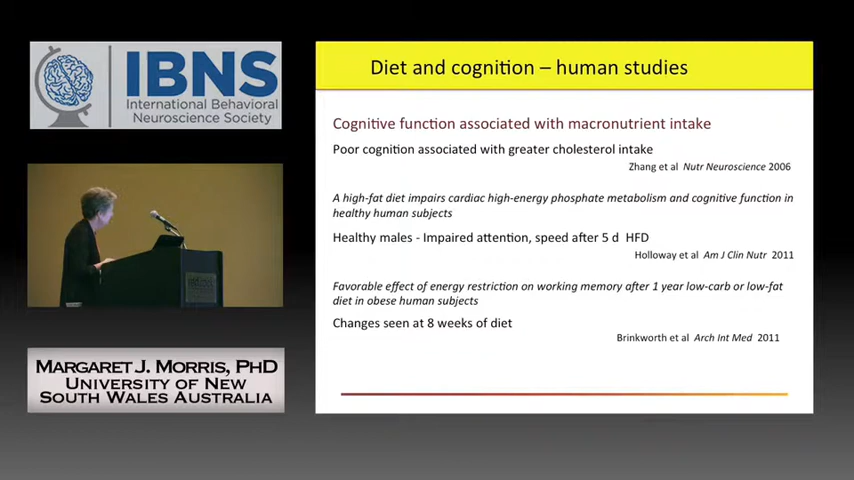 IBNS
International Behavioral
Neuroscience Society
MARGARET J. MORRIS, PHD
UNIVERSITY OF NEW
SOUTH WALES AUSTRALIA
Diet and cognition – human studies
Cognitive function associated with macronutrient intake
Poor cognition associated with greater cholesterol intake
Zhang et al Nutr Neuroscience 2006
A high-fat diet impairs cardiac high-energy phosphate metabolism and cognitive function in
healthy human subjects
Healthy males - Impaired attention, speed after 5 d HFD
Holloway et al Am J Clin Nutr 2011
Favorable effect of energy restriction on working memory after 1 year low-carb or low-fat
diet in obese human subjects
Changes seen at 8 weeks of diet
Brinkworth et al Arch Int Med 2011